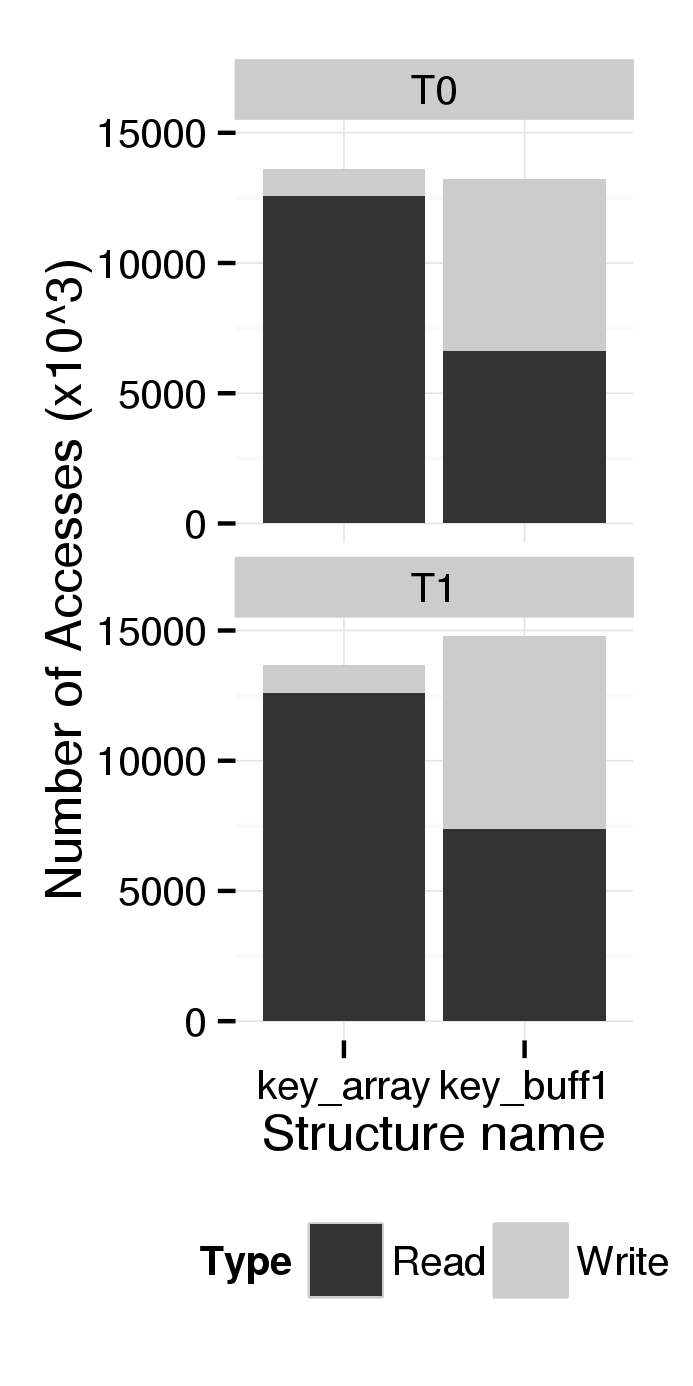 T0
15000
10000
5000
0
T1
15000
10000
5000
0
Number of Accesses (x10^3)
key_array key_buff1
Structure name
Type Read Write